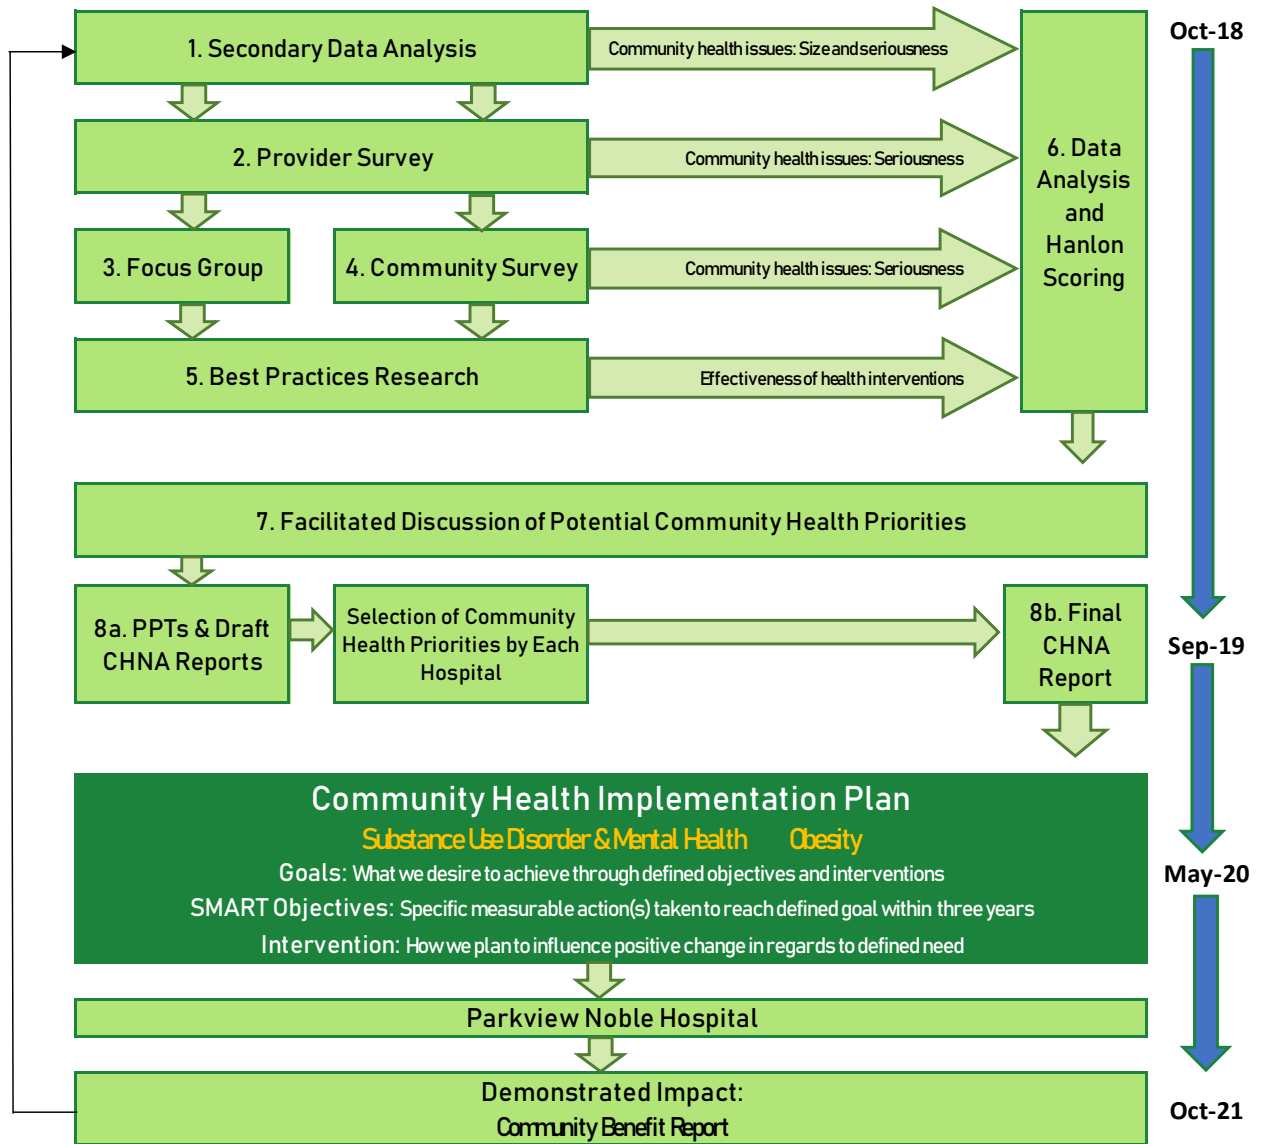 Oct-18
1. Secondary Data Analysis
Community health issues: Size and seriousness
2. Provider Survey
Community health issues: Seriousness
3. Focus Group
4. Community Survey
Community health issues: Seriousness
5. Best Practices Research
Effectiveness of health interventions
6. Data
Analysis
and
Hanlon
Scoring
7. Facilitated Discussion of Potential Community Health Priorities
8a. PPTs & Draft
CHNA Reports
Selection of Community
Health Priorities by Each
Hospital
8b. Final
CHNA
Report
Sep-19
Community Health Implementation Plan
Substance Use Disorder & Mental Health Obesity
Goals: What we desire to achieve through defined objectives and interventions
SMART Objectives: Specific measurable action(s) taken to reach defined goal within three years
Intervention: How we plan to influence positive change in regards to defined need
May-20
Parkview Noble Hospital
Demonstrated Impact:
Community Benefit Report
Oct-21